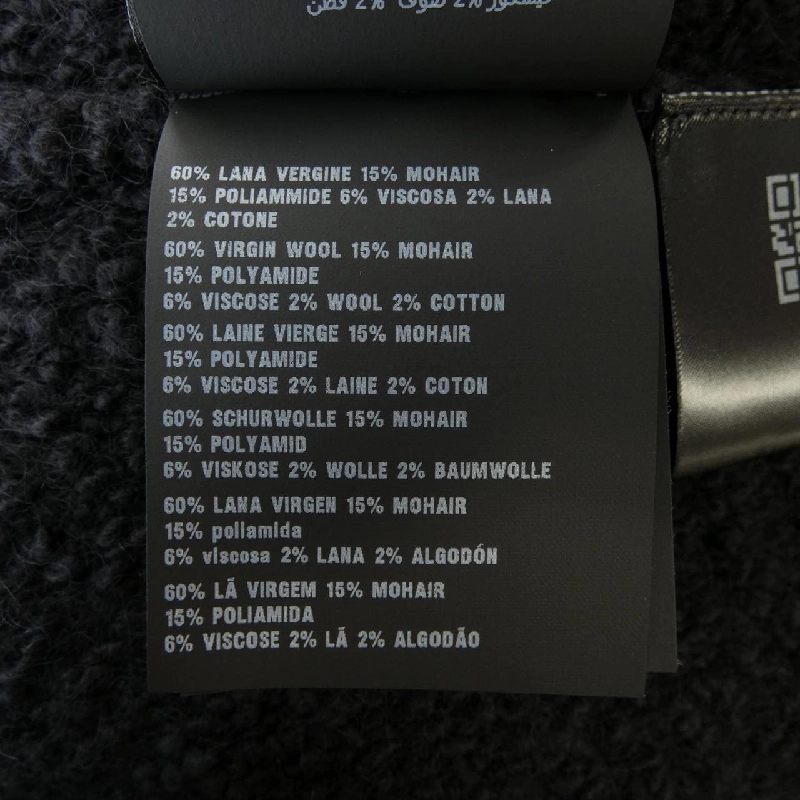 2% صوف 2% قطن
60% LANA VERGINE 15% MOHAIR
15% POLIAMMIDE 6% VISCOSA 2% LANA
2% COTONE
60% VIRGIN WOOL 15% MOHAIR
15% POLYAMIDE
6% VISCOSE 2% WOOL 2% COTTON
60% LAINE VIERGE 15% MOHAIR
15% POLYAMIDE
6% VISCOSE 2% LAINE 2% COTON
60% SCHURWOLLE 15% MOHAIR
15% POLYAMID
6% VISKOSE 2% WOLLE 2% BAUMWOLLE
60% LANA VIRGEN 15% MOHAIR
15% poliamida
6% viscosa 2% LANA 2% ALGODÓN
60% LÃ VIRGEM 15% MOHAIR
15% POLIAMIDA
6% VISCOSE 2% LÃ 2% ALGODÃO